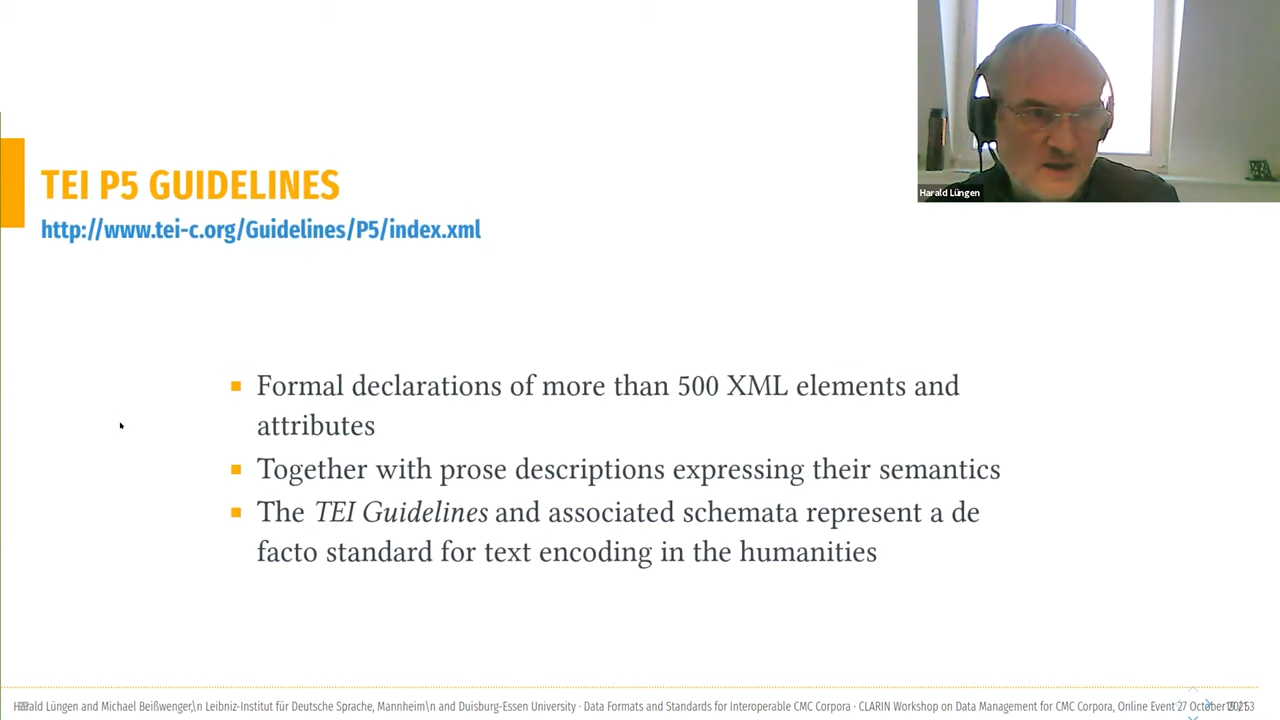 Harald Lüngen
TEI P5 GUIDELINES
http://www.tei-c.org/Guidelines/P5/index.xml
Formal declarations of more than 500 XML elements and
attributes
Together with prose descriptions expressing their semantics
The TEI Guidelines and associated schemata represent a de
facto standard for text encoding in the humanities
Harald Lüngen and Michael Beißwenger,\n Leibniz-Institut für Deutsche Sprache, Mannheim\n and Duisburg-Essen University · Data Formats and Standards for Interoperable CMC Corpora · CLARIN Workshop on Data Management for CMC Corpora, Online Event 27 October